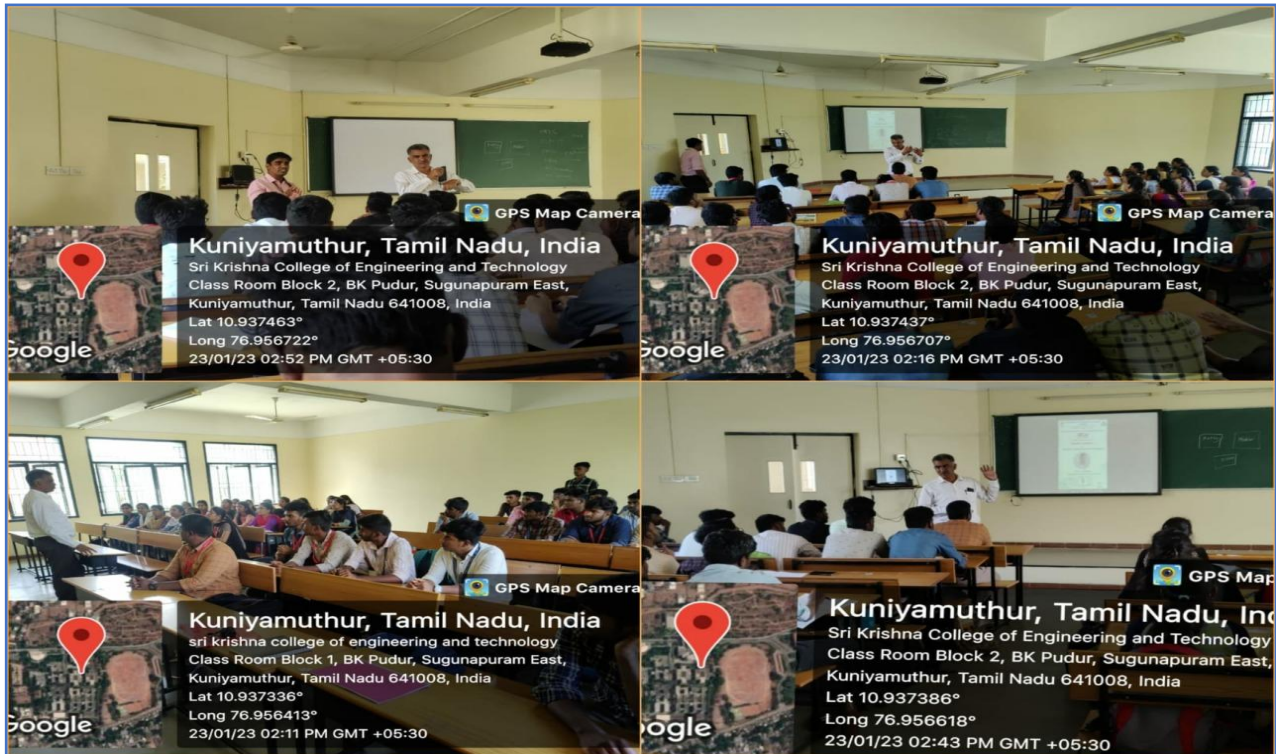 GPS Map Camera
Kuniyamuthur, Tamil Nadu, India
Sri Krishna College of Engineering and Technology
Class Room Block 2, BK Pudur, Sugunapuram East,
Kuniyamuthur, Tamil Nadu 641008, India
Lat 10.937463°
Long 76.956722°
23/01/23 02:52 PM GMT +05:30
Google
GPS Map Camera
Kuniyamuthur, Tamil Nadu, India
Sri Krishna College of Engineering and Technology
Class Room Block 2, BK Pudur, Sugunapuram East,
Kuniyamuthur, Tamil Nadu 641008, India
Lat 10.937437°
Long 76.956707°
23/01/23 02:16 PM GMT +05:30
Google
GPS Map Camera
Kuniyamuthur, Tamil Nadu, India
sri krishna college of engineering and technology
Class Room Block 1, BK Pudur, Sugunapuram East,
Kuniyamuthur, Tamil Nadu 641008, India
Lat 10.937336°
Long 76.956413°
23/01/23 02:11 PM GMT +05:30
Google
GPS Map
Kuniyamuthur, Tamil Nadu, Inc
Sri Krishna College of Engineering and Technology
Class Room Block 2, BK Pudur, Sugunapuram East,
Kuniyamuthur, Tamil Nadu 641008, India
Lat 10.937386°
Long 76.956618°
23/01/23 02:43 PM GMT +05:30
oogle